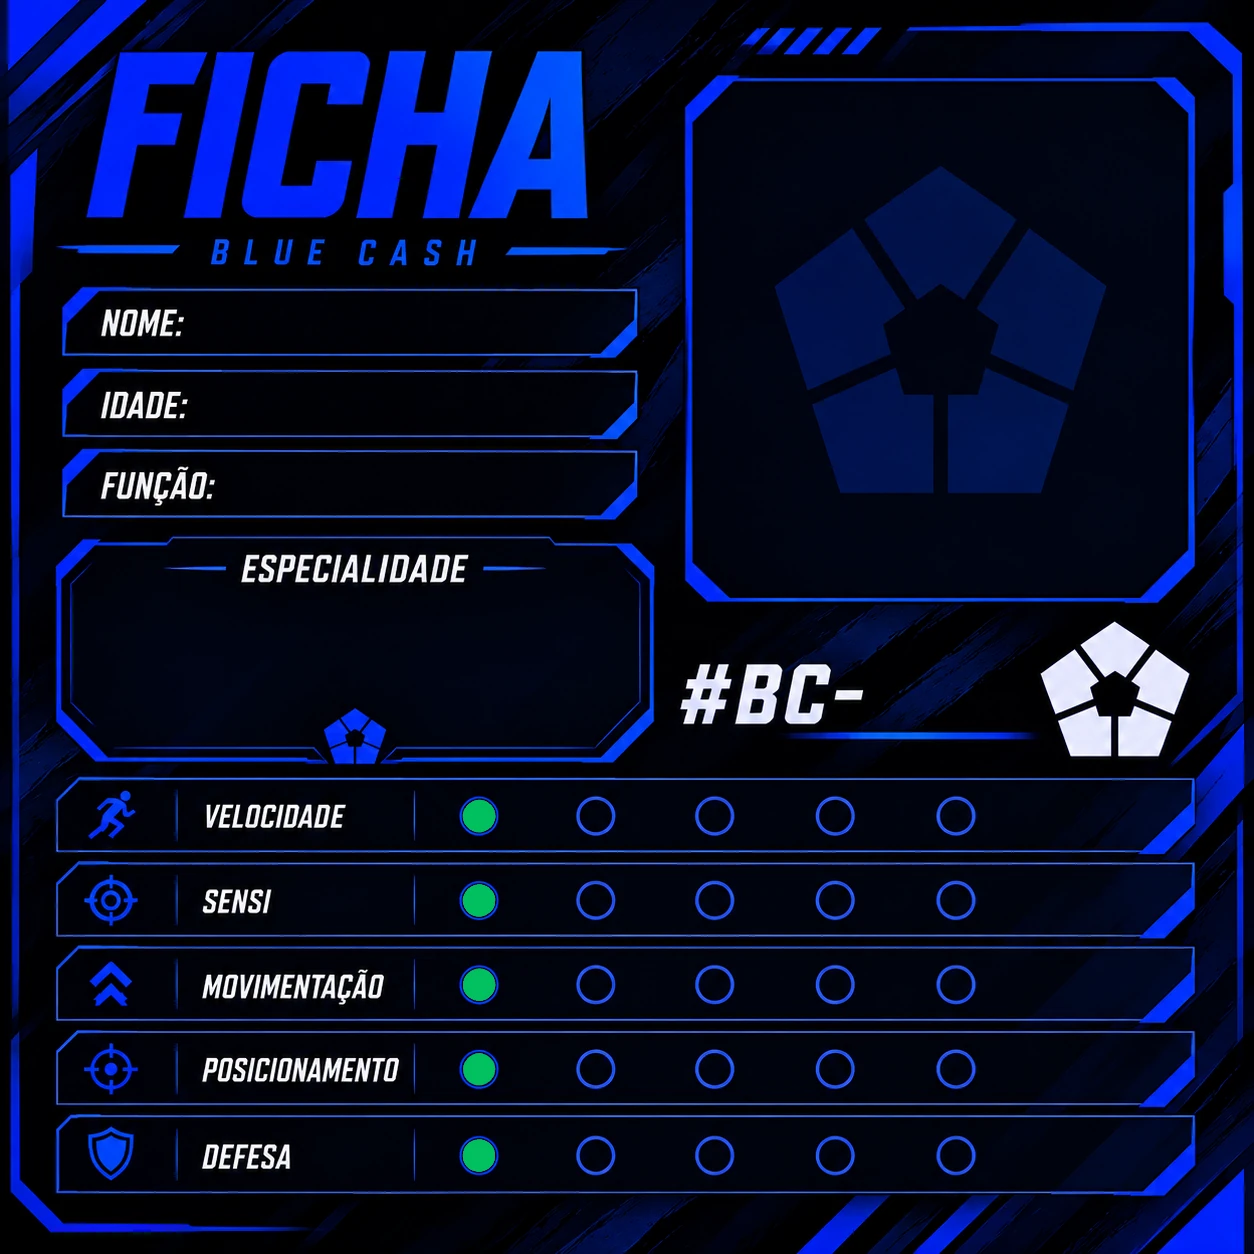 FICHA
BLUE CASH
NOME:
IDADE:
FUNÇÃO:
ESPECIALIDADE
#BC-
VELOCIDADE
SENSI
MOVIMENTAÇÃO
POSICIONAMENTO
DEFESA